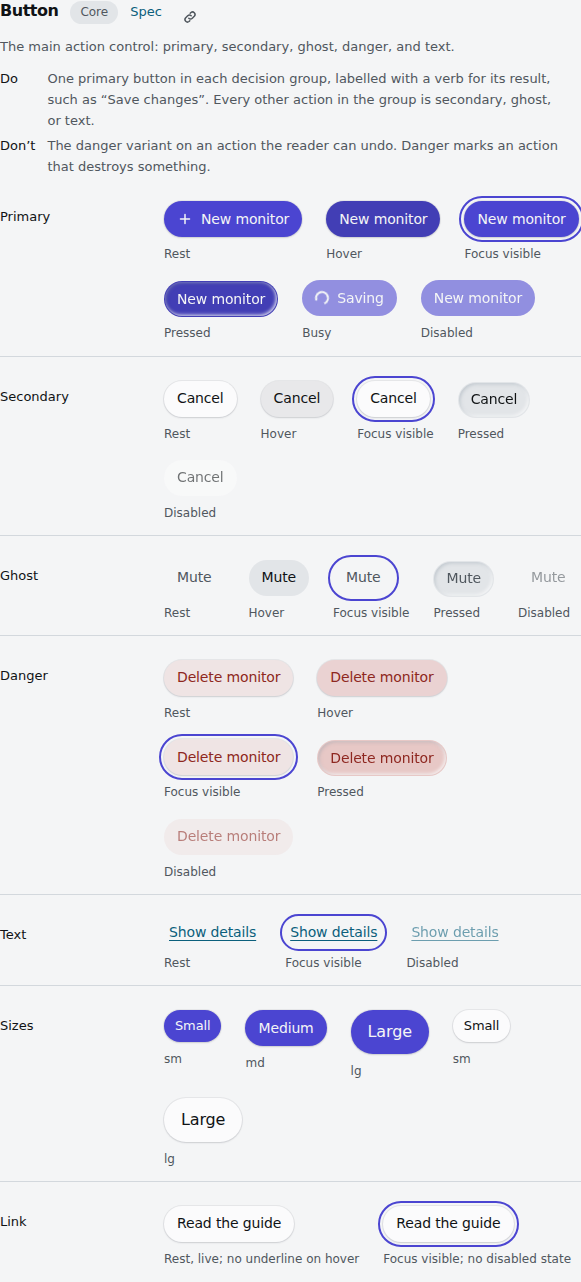 Button Core Spec
The main action control: primary, secondary, ghost, danger, and text.
Do One primary button in each decision group, labelled with a verb for its result,
such as “Save changes”. Every other action in the group is secondary, ghost,
or text.
Don’t The danger variant on an action the reader can undo. Danger marks an action
that destroys something.
Primary + New monitor New monitor New monitor
Rest Hover Focus visible
New monitor Saving New monitor
Pressed Busy Disabled
Secondary Cancel Cancel Cancel Cancel
Rest Hover Focus visible Pressed
Cancel
Disabled
Ghost Mute Mute Mute Mute Mute
Rest Hover Focus visible Pressed Disabled
Danger Delete monitor Delete monitor
Rest Hover
Delete monitor Delete monitor
Focus visible Pressed
Delete monitor
Disabled
Text Show details Show details Show details
Rest Focus visible Disabled
Sizes Small Medium Large Small
sm md lg sm
Large
lg
Link Read the guide Read the guide
Rest, live; no underline on hover Focus visible; no disabled state